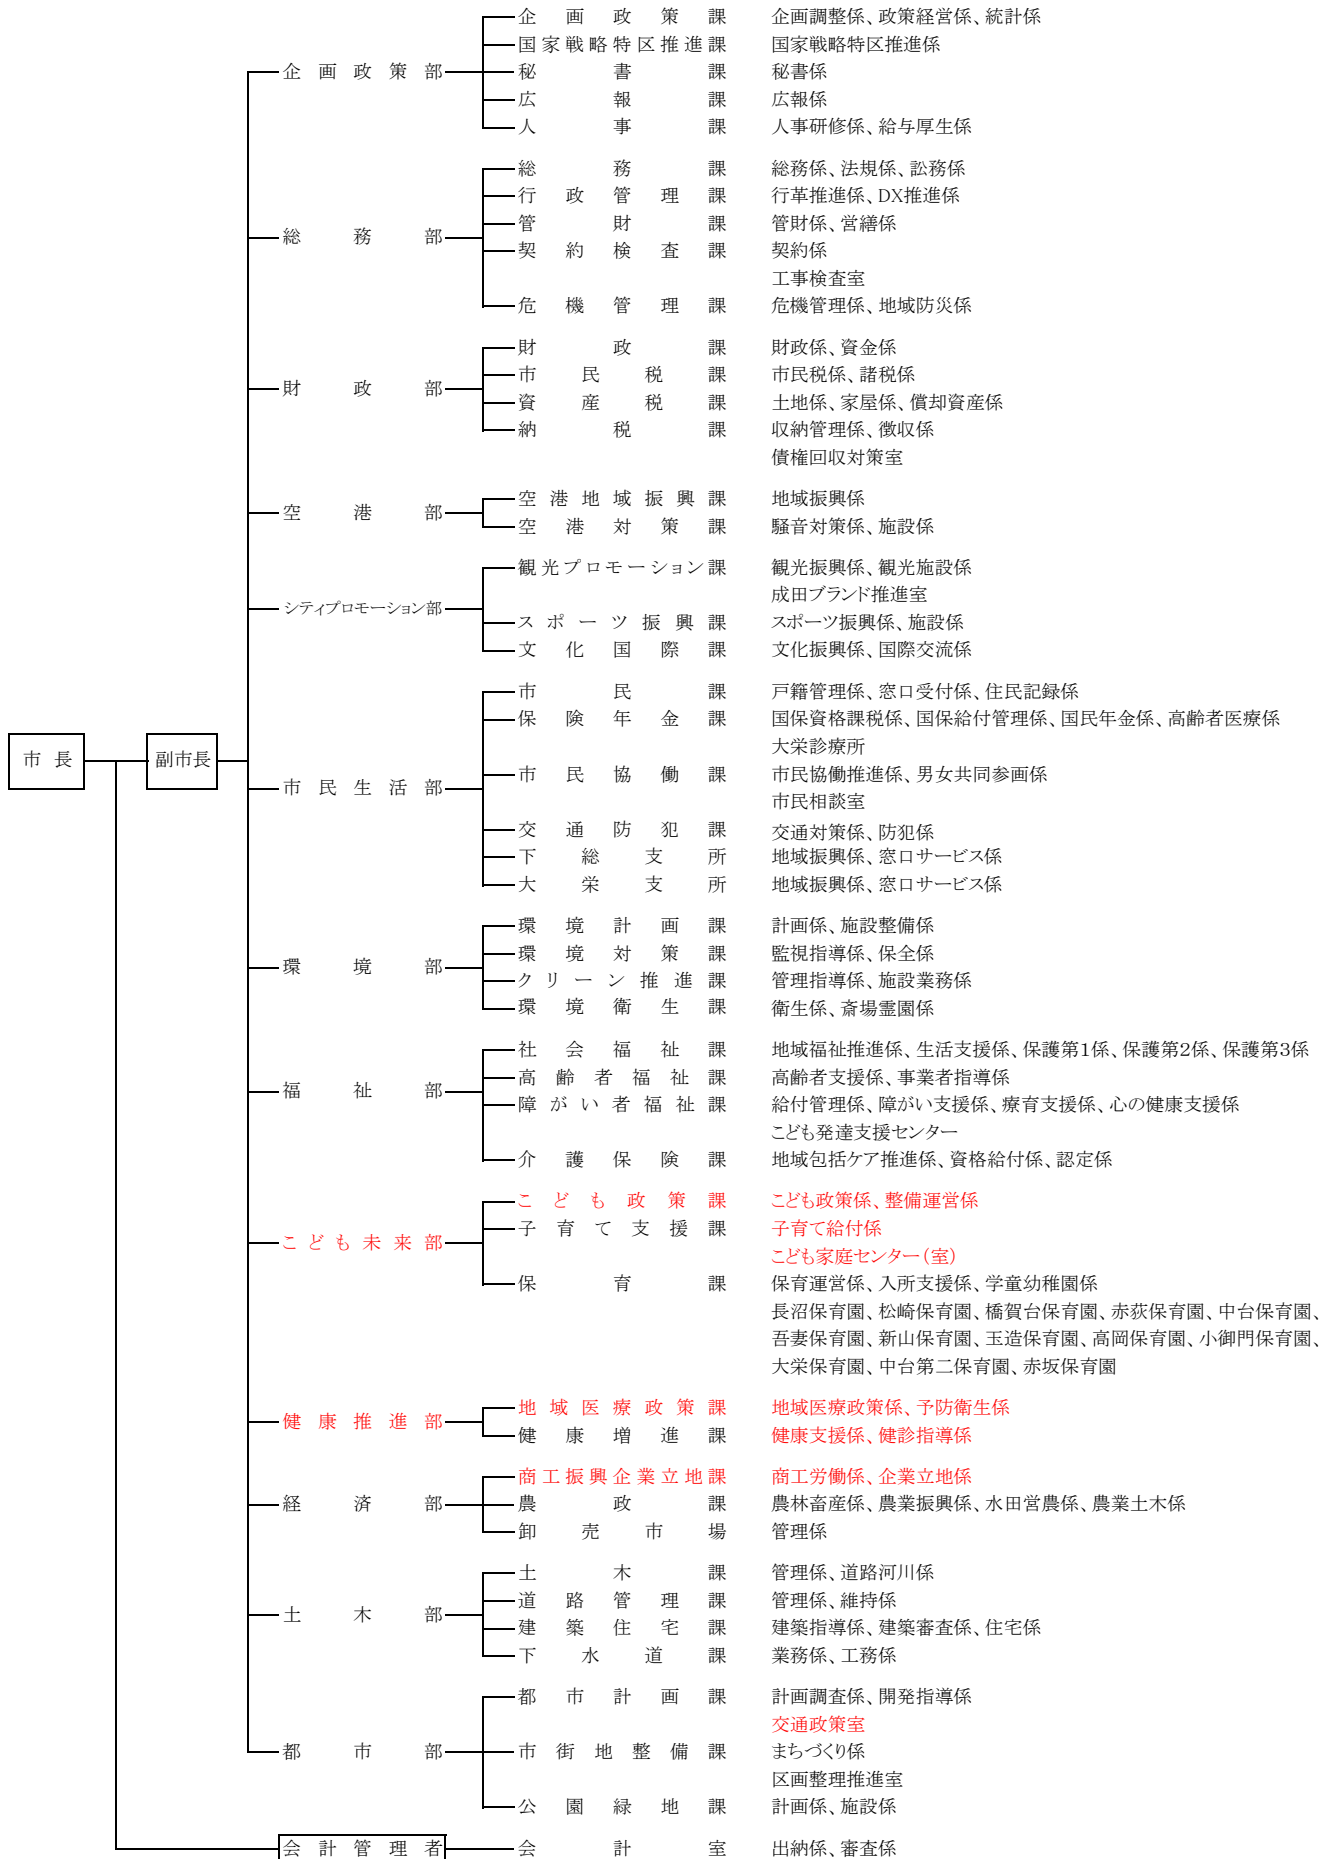 企画政策課 企画調整係、政策経営係、統計係
国家戦略特区推進課 国家戦略特区推進係
企画政策部 秘書課 秘書係
広報課 広報係
人事課 人事研修係、給与厚生係
総務課 総務係、法規係、訟務係
行政管理課 行革推進係、DX推進係
管財課 管財係、営繕係
総務部
契約検査課 契約係
工事検査室
危機管理課 危機管理係、地域防災係
財政課 財政係、資金係
市民税課 市民税係、諸税係
財政部
資産税課 土地係、家屋係、償却資産係
納税課 収納管理係、徴収係
債権回収対策室
空港地域振興課 地域振興係
空港部
空港対策課 騒音対策係、施設係
観光プロモーション課 観光振興係、観光施設係
成田ブランド推進室
シティプロモーション部
スポーツ振興課 スポーツ振興係、施設係
文化国際課 文化振興係、国際交流係
市民課 戸籍管理係、窓口受付係、住民記録係
保険年金課 国保資格課税係、国保給付管理係、国民年金係、高齢者医療係
大栄診療所
市長 副市長
市民協働課 市民協働推進係、男女共同参画係
市民生活部
市民相談室
交通防犯課 交通対策係、防犯係
下総支所 地域振興係、窓口サービス係
大栄支所 地域振興係、窓口サービス係
環境計画課 計画係、施設整備係
環境対策課 監視指導係、保全係
環境部
クリーン推進課 管理指導係、施設業務係
環境衛生課 衛生係、斎場霊園係
社会福祉課 地域福祉推進係、生活支援係、保護第1係、保護第2係、保護第3係
高齢者福祉課 高齢者支援係、事業者指導係
福祉部
障がい者福祉課 給付管理係、障がい支援係、療育支援係、心の健康支援係
こども発達支援センター
介護保険課 地域包括ケア推進係、資格給付係、認定係
こども政策課 こども政策係、整備運営係
子育て支援課 子育て給付係
こども未来部
こども家庭センター(室)
保育課 保育運営係、入所支援係、学童幼稚園係
長沼保育園、松崎保育園、橋賀台保育園、赤荻保育園、中台保育園、
吾妻保育園、新山保育園、玉造保育園、高岡保育園、小御門保育園、
大栄保育園、中台第二保育園、赤坂保育園
地域医療政策課 地域医療政策係、予防衛生係
健康推進部
健康増進課 健康支援係、健診指導係
商工振興企業立地課 商工労働係、企業立地係
経済部 農政課 農林畜産係、農業振興係、水田営農係、農業土木係
卸売市場 管理係
土木課 管理係、道路河川係
道路管理課 管理係、維持係
土木部
建築住宅課 建築指導係、建築審査係、住宅係
下水道課 業務係、工務係
都市計画課 計画調査係、開発指導係
交通政策室
都市部 市街地整備課 まちづくり係
区画整理推進室
公園緑地課 計画係、施設係
会計管理者 会計室 出納係、審査係